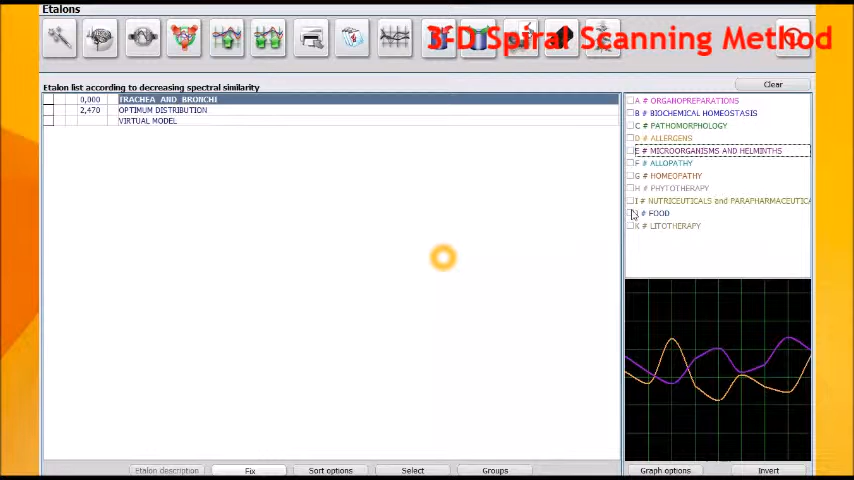 Etalons
3-D Spiral Scanning Method
Etalon list according to decreasing spectral similarity
Clear
0,000 TRACHEA AND BRONCHI
2,470 OPTIMUM DISTRIBUTION
VIRTUAL MODEL
A # ORGANOPREPARATIONS
B # BIOCHEMICAL HOMEOSTASIS
C # PATHOMORPHOLOGY
D # ALLERGENS
E # MICROORGANISMS AND HELMINTHS
F # ALLOPATHY
G # HOMEOPATHY
H # PHYTOTHERAPY
I # NUTRICEUTICALS and PARAPHARMACEUTICA
# FOOD
K # LITOTHERAPY
Etalon description Fix Sort options Select Groups Graph options Invert